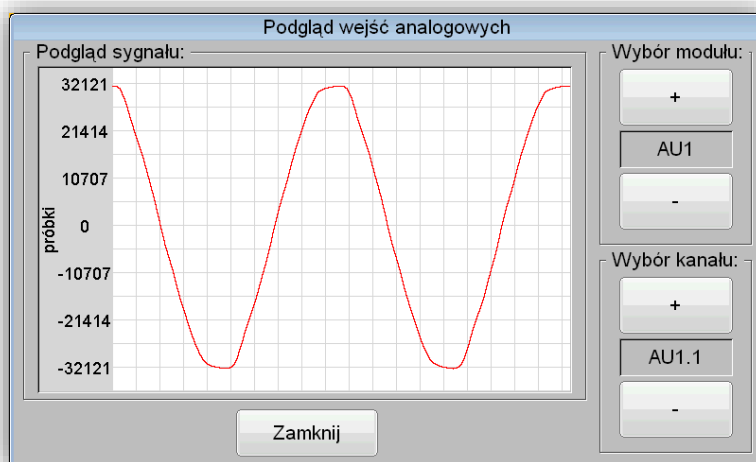 Podgląd wejść analogowych
Podgląd sygnału:
32121
21414
10707
0
-10707
-21414
-32121
próbki
Wybór modułu:
+
AU1
-
Wybór kanału:
+
AU1.1
-
Zamknij